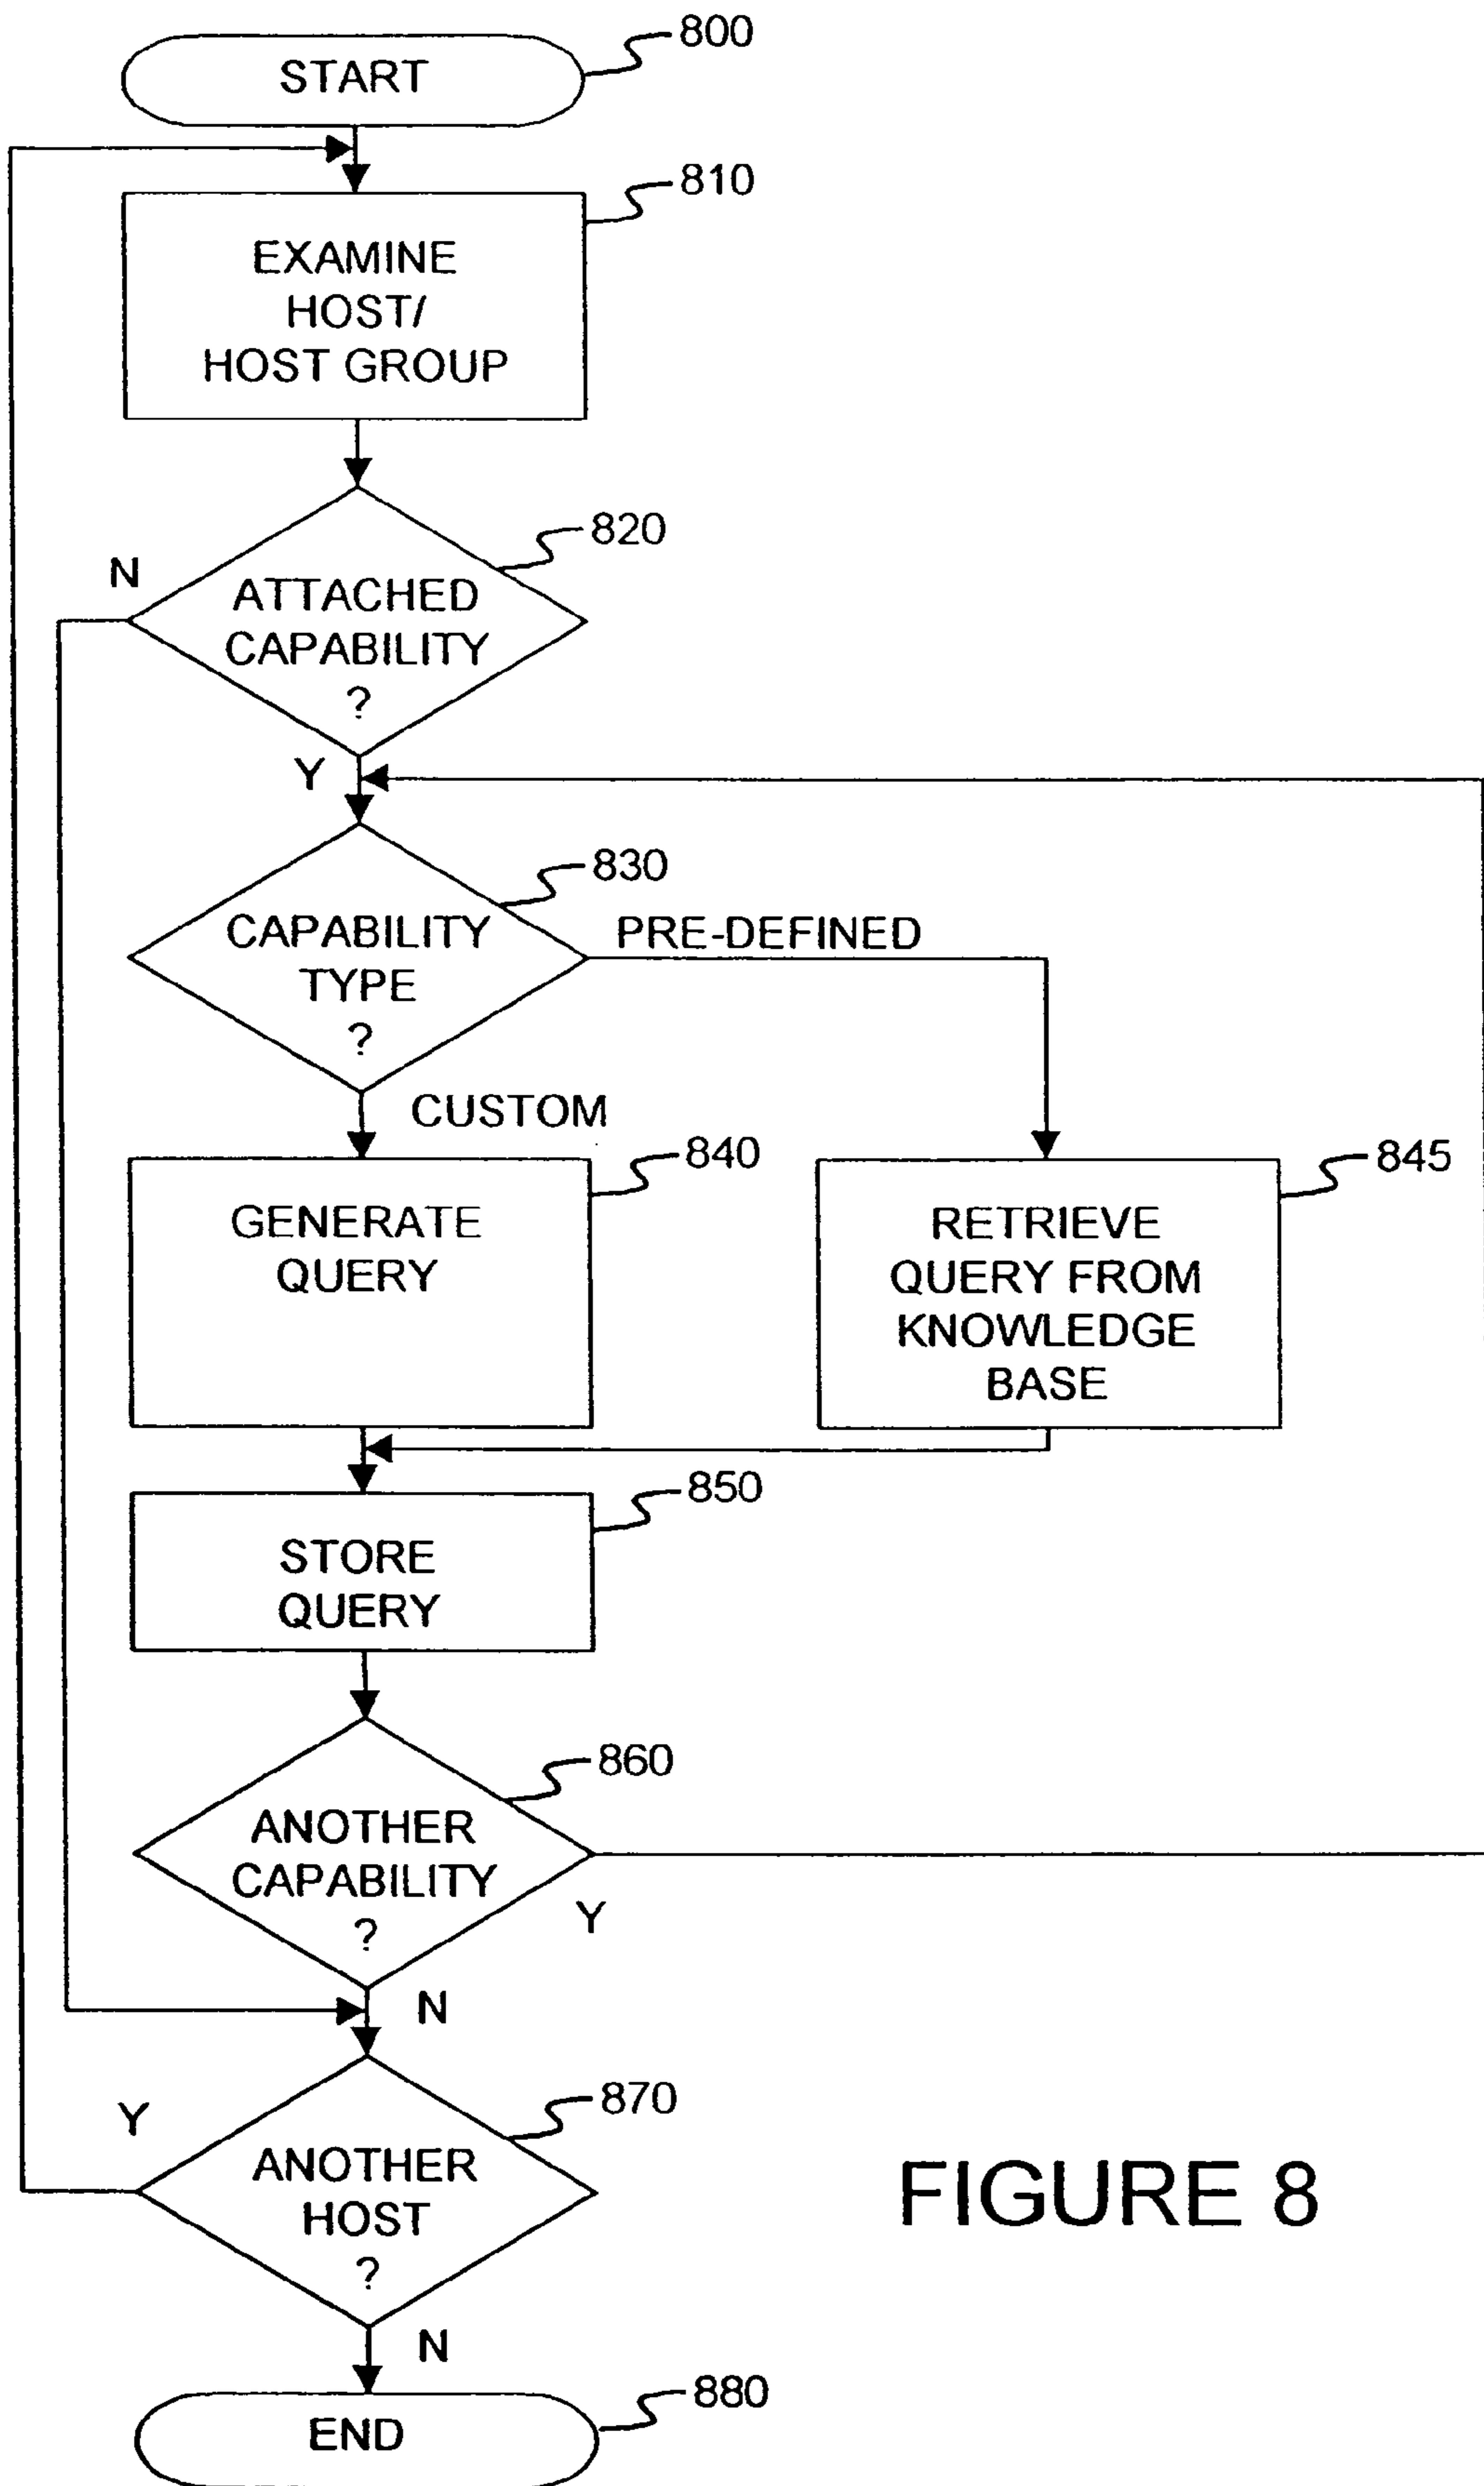 800
START
810
EXAMINE
HOST/
HOST GROUP
820
N
ATTACHED
CAPABILITY
?
Y
830
CAPABILITY
TYPE
?
PRE-DEFINED
CUSTOM
840
845
GENERATE
QUERY
RETRIEVE
QUERY FROM
KNOWLEDGE
BASE
850
STORE
QUERY
860
ANOTHER
CAPABILITY
?
Y
N
870
Y
ANOTHER
HOST
?
FIGURE 8
N
880
END